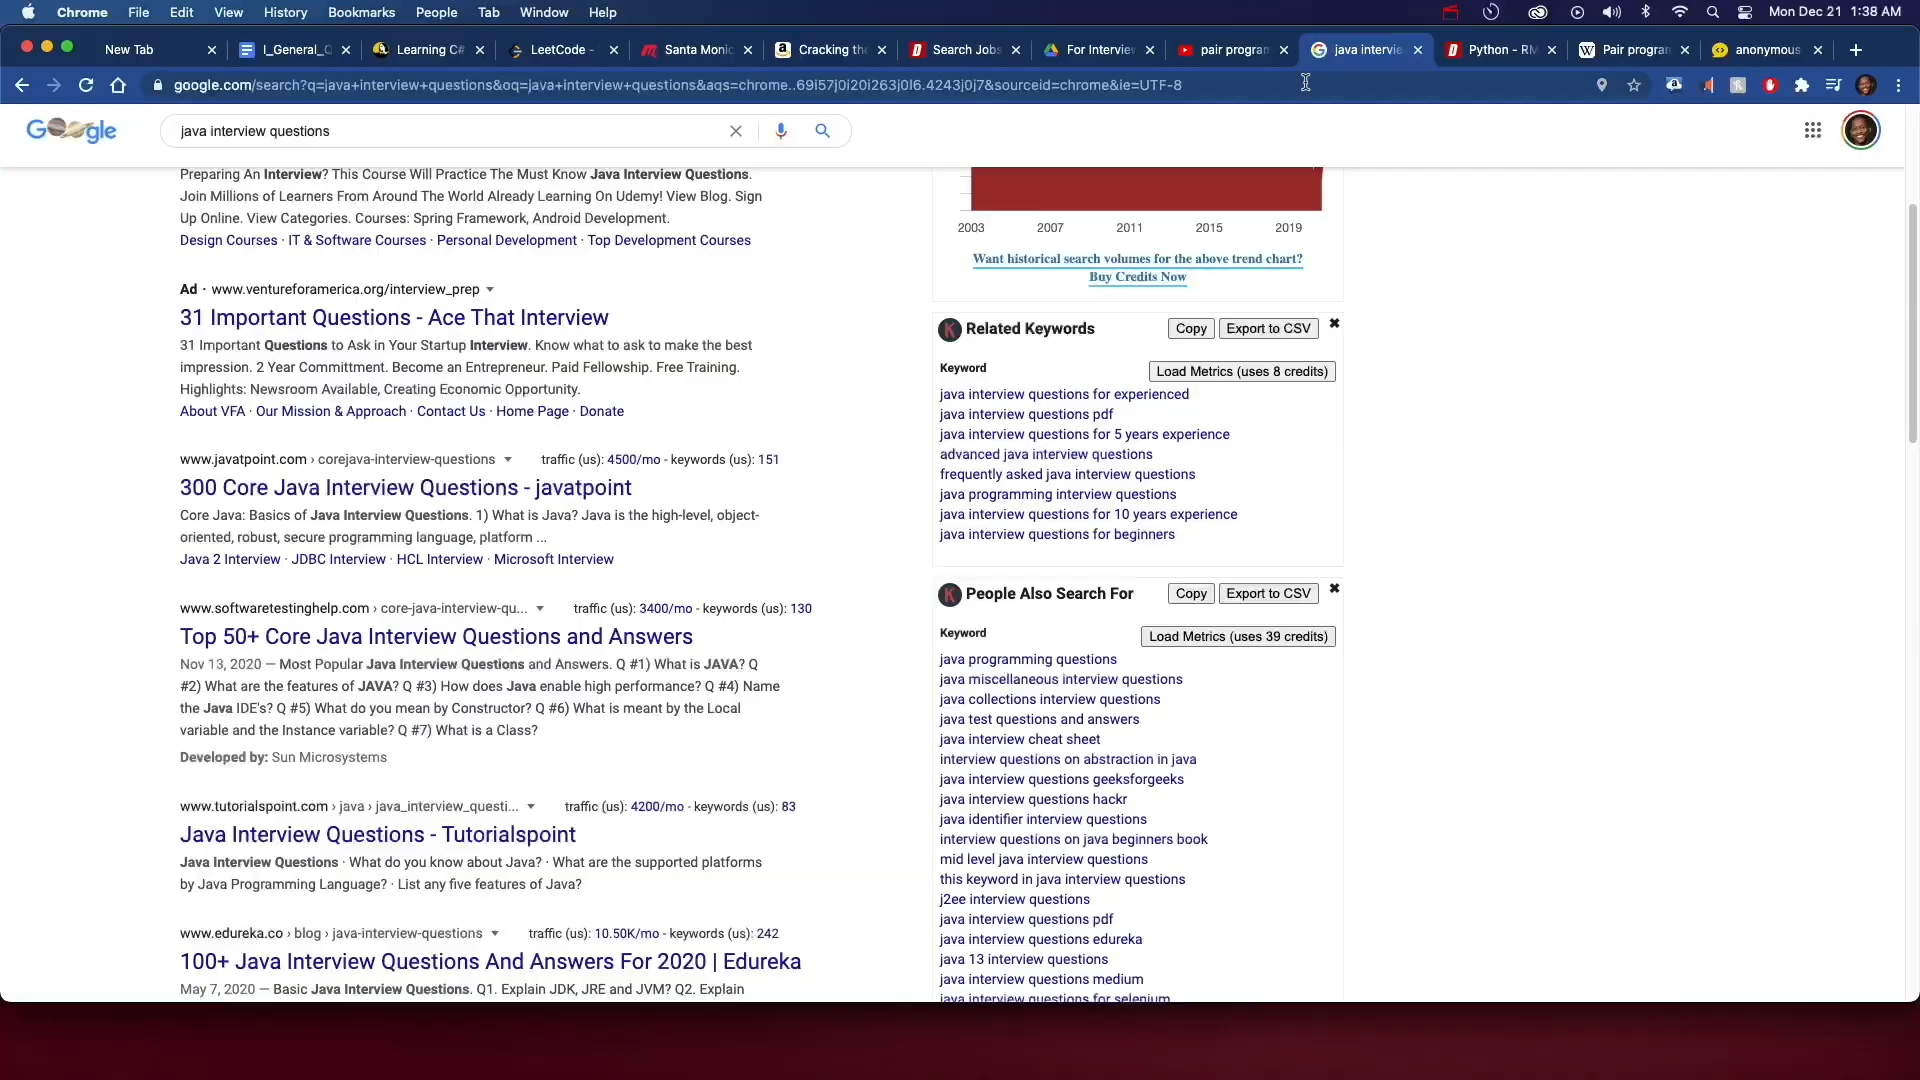 Chrome File Edit View History Bookmarks People Tab Window Help Mon Dec 21 1:38 AM
New Tab I_General_Q Learning C# LeetCode - Santa Monic Cracking the Search Jobs For Intervie pair program java intervie Python - RM Pair program anonymous
google.com/search?q=java+interview+questions&oq=java+interview+questions&aqs=chrome..69i57j0i20i263j0l6.4243j0j7&sourceid=chrome&ie=UTF-8
Google java interview questions
Preparing An Interview? This Course Will Practice The Must Know Java Interview Questions.
Join Millions of Learners From Around The World Already Learning On Udemy! View Blog. Sign
Up Online. View Categories. Courses: Spring Framework, Android Development.
Design Courses · IT & Software Courses · Personal Development · Top Development Courses
Ad · www.ventureforamerica.org/interview_prep
31 Important Questions - Ace That Interview
31 Important Questions to Ask in Your Startup Interview. Know what to ask to make the best
impression. 2 Year Committment. Become an Entrepreneur. Paid Fellowship. Free Training.
Highlights: Newsroom Available, Creating Economic Opportunity.
About VFA · Our Mission & Approach · Contact Us · Home Page · Donate
www.javatpoint.com › corejava-interview-questions traffic (us): 4500/mo - keywords (us): 151
300 Core Java Interview Questions - javatpoint
Core Java: Basics of Java Interview Questions. 1) What is Java? Java is the high-level, object-
oriented, robust, secure programming language, platform ...
Java 2 Interview · JDBC Interview · HCL Interview · Microsoft Interview
www.softwaretestinghelp.com › core-java-interview-qu... traffic (us): 3400/mo - keywords (us): 130
Top 50+ Core Java Interview Questions and Answers
Nov 13, 2020 — Most Popular Java Interview Questions and Answers. Q #1) What is JAVA? Q
#2) What are the features of JAVA? Q #3) How does Java enable high performance? Q #4) Name
the Java IDE's? Q #5) What do you mean by Constructor? Q #6) What is meant by the Local
variable and the Instance variable? Q #7) What is a Class?
Developed by: Sun Microsystems
www.tutorialspoint.com › java › java_interview_questi... traffic (us): 4200/mo - keywords (us): 83
Java Interview Questions - Tutorialspoint
Java Interview Questions · What do you know about Java? · What are the supported platforms
by Java Programming Language? · List any five features of Java?
www.edureka.co › blog › java-interview-questions traffic (us): 10.50K/mo - keywords (us): 242
100+ Java Interview Questions And Answers For 2020 | Edureka
May 7, 2020 — Basic Java Interview Questions. Q1. Explain JDK, JRE and JVM? Q2. Explain
2003 2007 2011 2015 2019
Want historical search volumes for the above trend chart?
Buy Credits Now
K Related Keywords Copy Export to CSV
Keyword Load Metrics (uses 8 credits)
java interview questions for experienced
java interview questions pdf
java interview questions for 5 years experience
advanced java interview questions
frequently asked java interview questions
java programming interview questions
java interview questions for 10 years experience
java interview questions for beginners
K People Also Search For Copy Export to CSV
Keyword Load Metrics (uses 39 credits)
java programming questions
java miscellaneous interview questions
java collections interview questions
java test questions and answers
java interview cheat sheet
interview questions on abstraction in java
java interview questions geeksforgeeks
java interview questions hackr
java identifier interview questions
interview questions on java beginners book
mid level java interview questions
this keyword in java interview questions
j2ee interview questions
java interview questions pdf
java interview questions edureka
java 13 interview questions
java interview questions medium
java interview questions for selenium